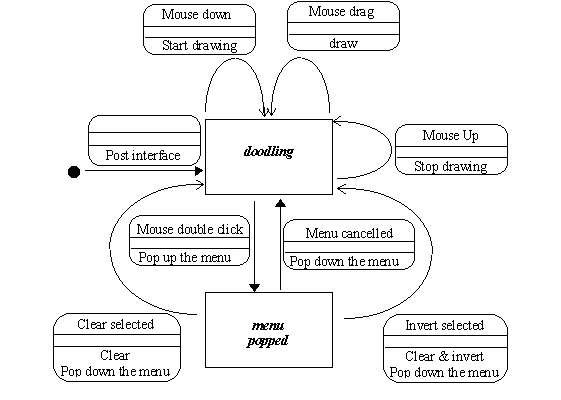 Mouse down
Start drawing
Mouse drag
draw
Post interface
doodling
Mouse Up
Stop drawing
Mouse double click
Pop up the menu
Menu cancelled
Pop down the menu
Clear selected
Clear
Pop down the menu
menu
popped
Invert selected
Clear & invert
Pop down the menu